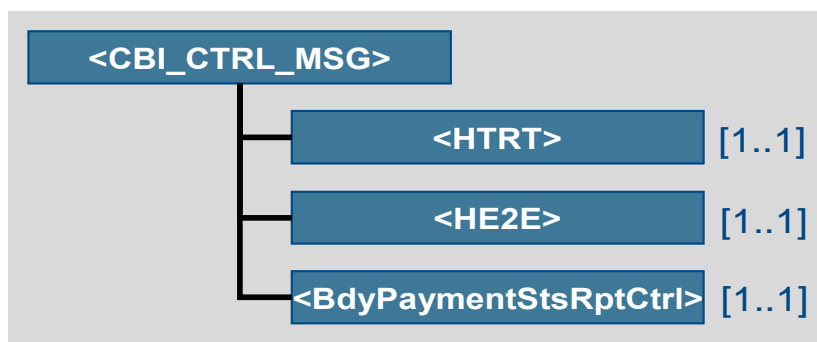 <CBI_CTRL_MSG>
<HTRT> [1..1]
<HE2E> [1..1]
<BdyPaymentStsRptCtrl> [1..1]